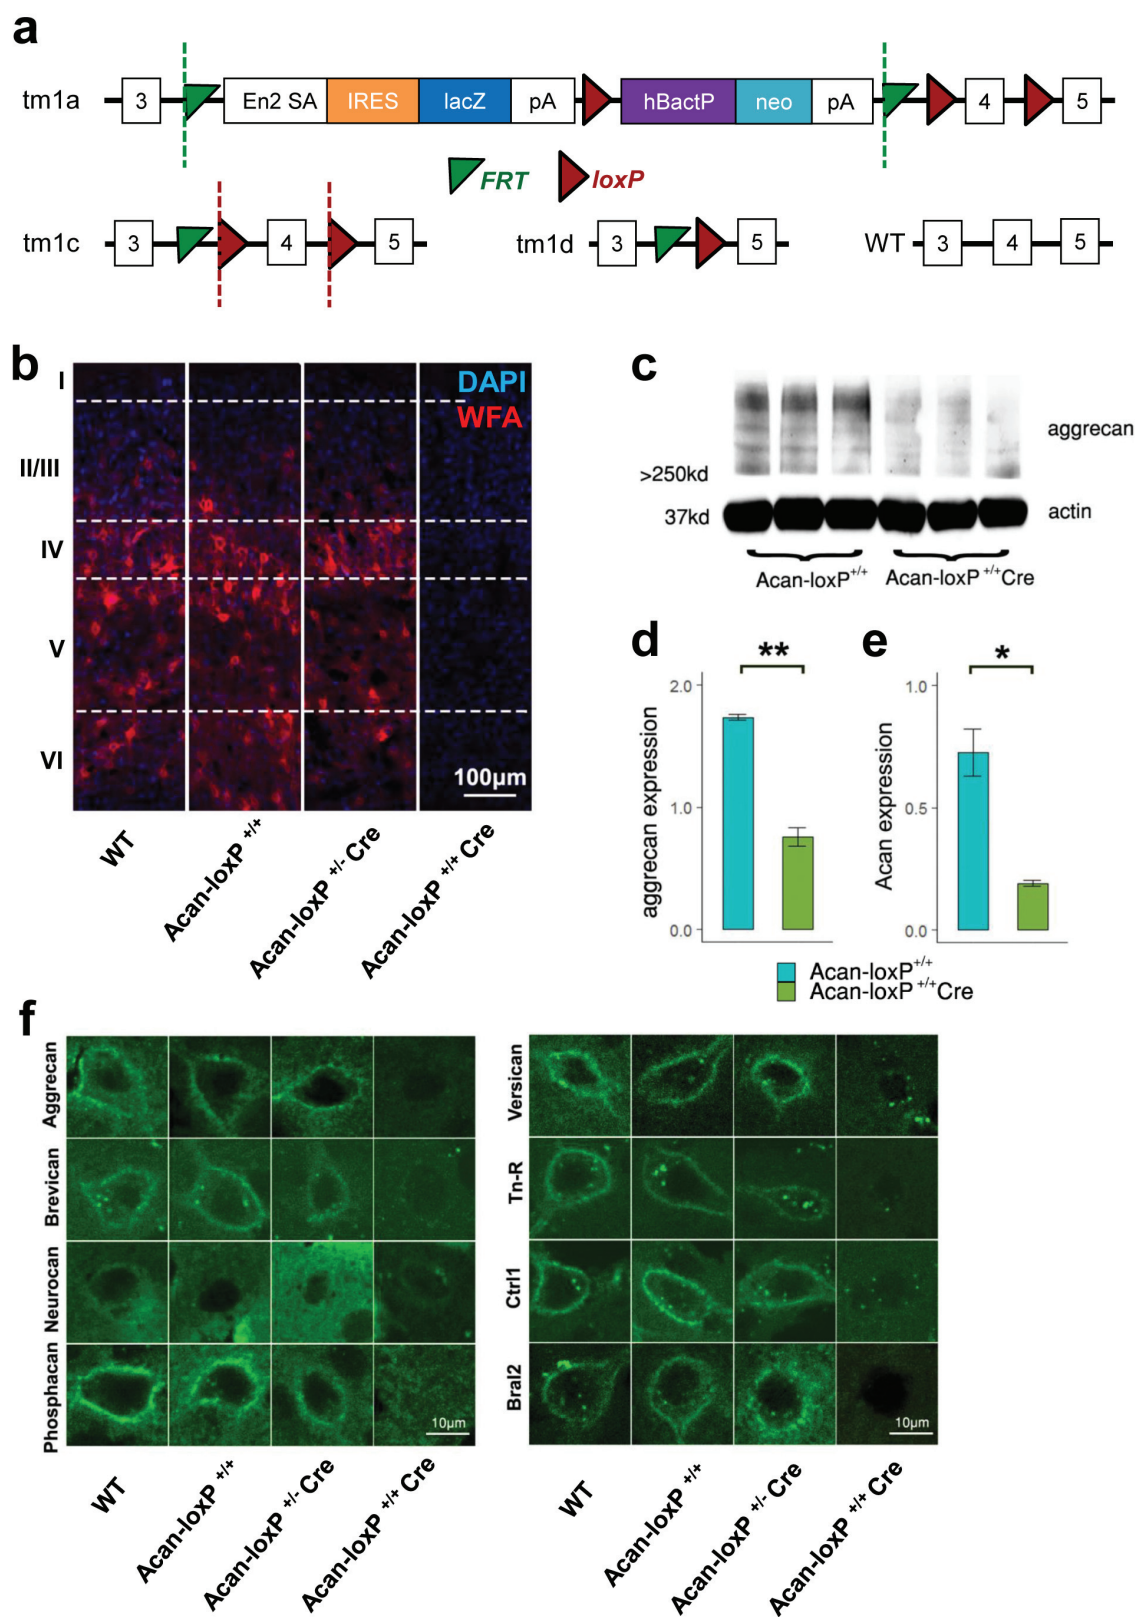 a
tm1a 3 En2 SA IRES lacZ pA hBactP neo pA 4 5
FRT loxP
tm1c 3 4 5 tm1d 3 5 WT 3 4 5
b
I
II/III
IV
V
VI
DAPI
WFA
100µm
WT
Acan-loxP +/+
Acan-loxP +/- Cre
Acan-loxP +/+ Cre
c
aggrecan
>250kd
37kd
actin
Acan-loxP+/+ Acan-loxP +/+Cre
d
**
aggrecan expression
2.0
1.0
0.0
e
*
Acan expression
1.0
0.5
0.0
Acan-loxP+/+
Acan-loxP +/+Cre
f
Aggrecan
Brevican
Neurocan
Phosphacan
10µm
WT
Acan-loxP +/+
Acan-loxP +/- Cre
Acan-loxP +/+ Cre
Versican
Tn-R
Ctrl1
Bral2
10µm
WT
Acan-loxP +/+
Acan-loxP +/- Cre
Acan-loxP +/+ Cre